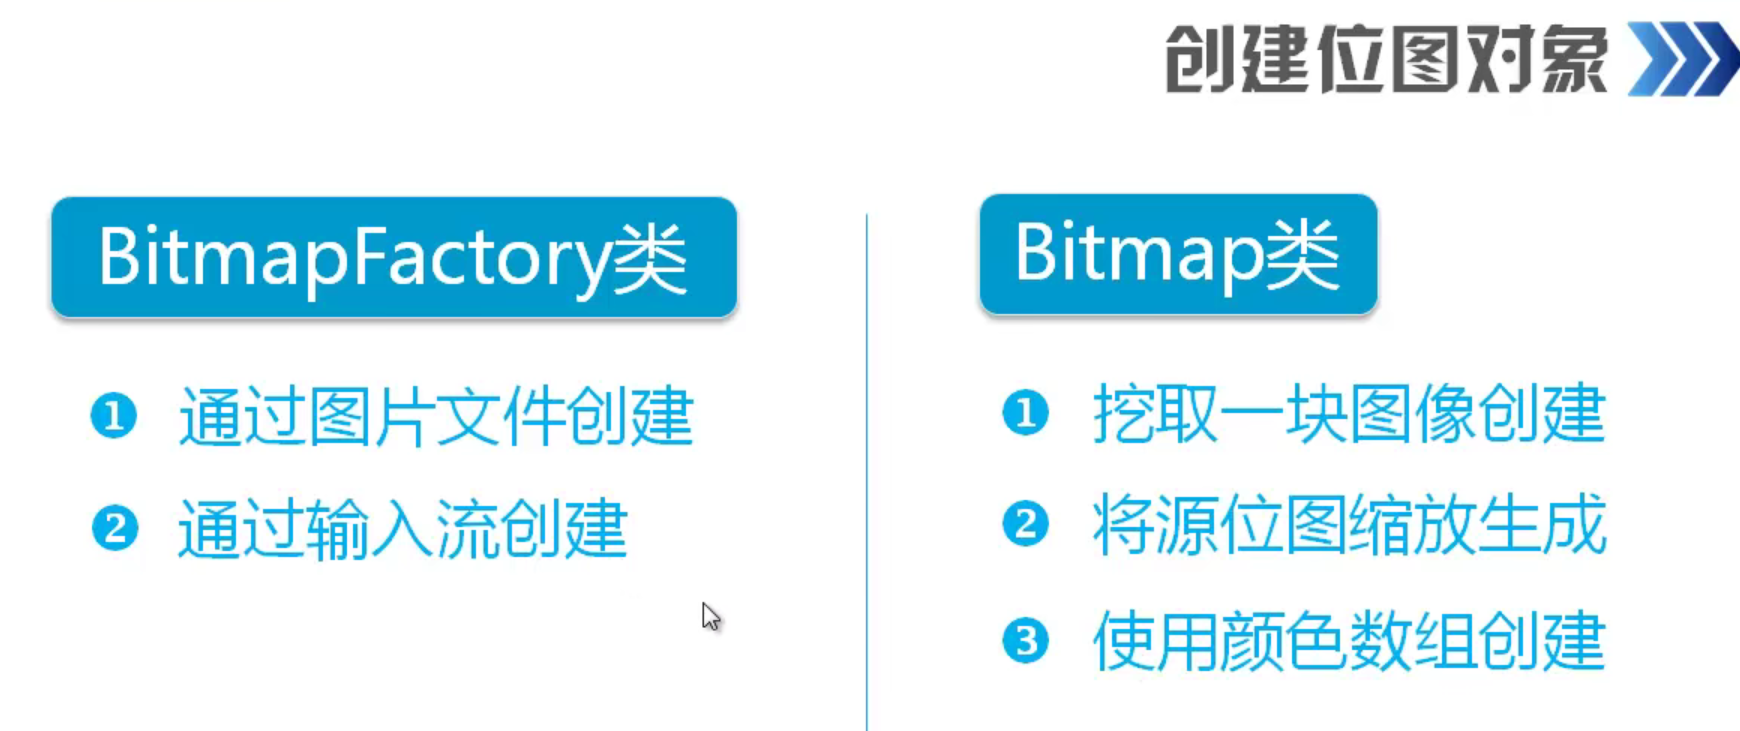 创建位图对象
BitmapFactory类
❶ 通过图片文件创建
❷ 通过输入流创建
Bitmap类
❶ 挖取一块图像创建
❷ 将源位图缩放生成
❸ 使用颜色数组创建